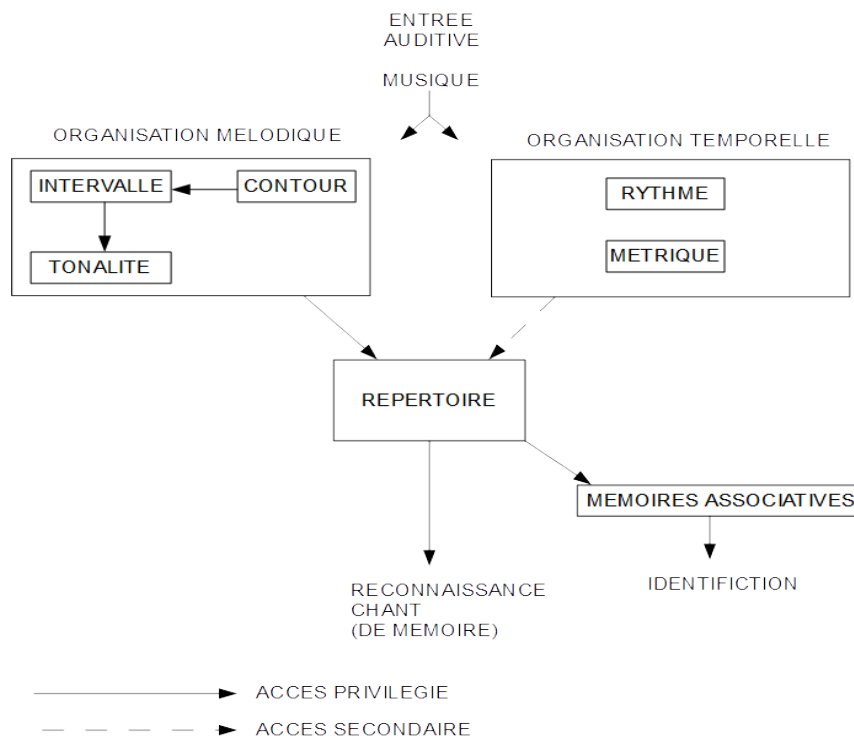 ENTREE
AUDITIVE
MUSIQUE
ORGANISATION MELODIQUE
ORGANISATION TEMPORELLE
INTERVALLE
CONTOUR
TONALITE
RYTHME
METRIQUE
REPERTOIRE
MEMOIRES ASSOCIATIVES
RECONNAISSANCE
CHANT
(DE MEMOIRE)
IDENTIFICTION
ACCES PRIVILEGIE
ACCES SECONDAIRE